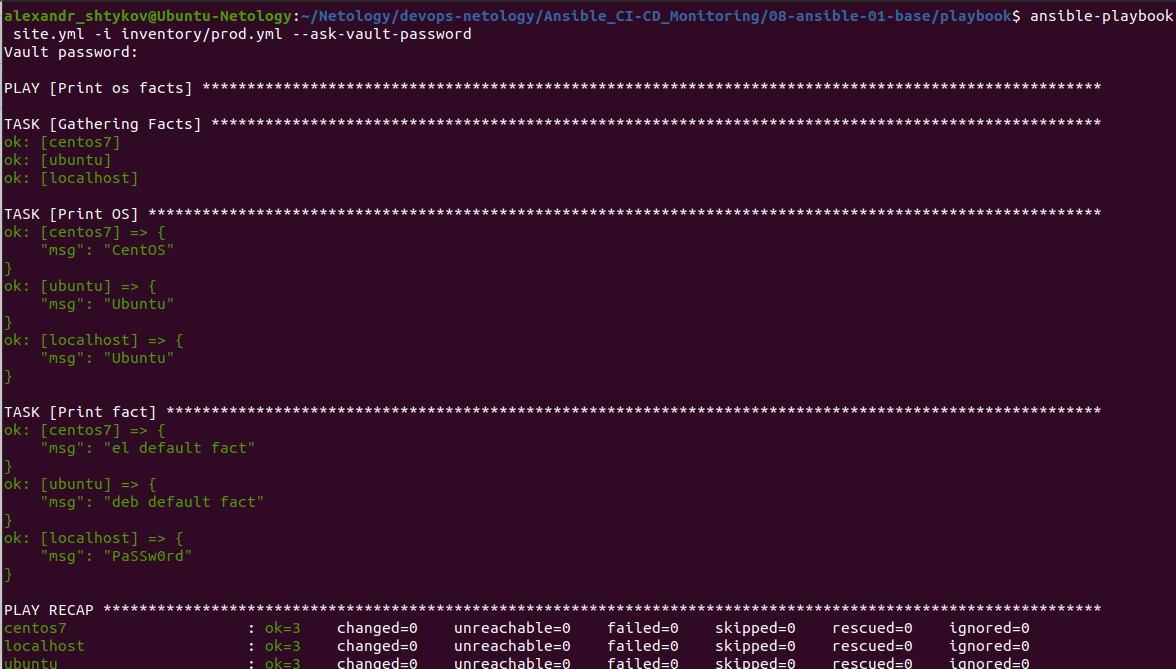 alexandr_shtykov@Ubuntu-Netology:~/Netology/devops-netology/Ansible_CI-CD_Monitoring/08-ansible-01-base/playbook$ ansible-playbook
 site.yml -i inventory/prod.yml --ask-vault-password
Vault password:
PLAY [Print os facts] ****************************************************************************************************
TASK [Gathering Facts] ***************************************************************************************************
ok: [centos7]
ok: [ubuntu]
ok: [localhost]
TASK [Print OS] **********************************************************************************************************
ok: [centos7] => {
    "msg": "CentOS"
}
ok: [ubuntu] => {
    "msg": "Ubuntu"
}
ok: [localhost] => {
    "msg": "Ubuntu"
}
TASK [Print fact] ********************************************************************************************************
ok: [centos7] => {
    "msg": "el default fact"
}
ok: [ubuntu] => {
    "msg": "deb default fact"
}
ok: [localhost] => {
    "msg": "PaSSw0rd"
}
PLAY RECAP ***************************************************************************************************************
centos7                    : ok=3    changed=0    unreachable=0    failed=0    skipped=0    rescued=0    ignored=0
localhost                  : ok=3    changed=0    unreachable=0    failed=0    skipped=0    rescued=0    ignored=0
ubuntu                     : ok=3    changed=0    unreachable=0    failed=0    skipped=0    rescued=0    ignored=0